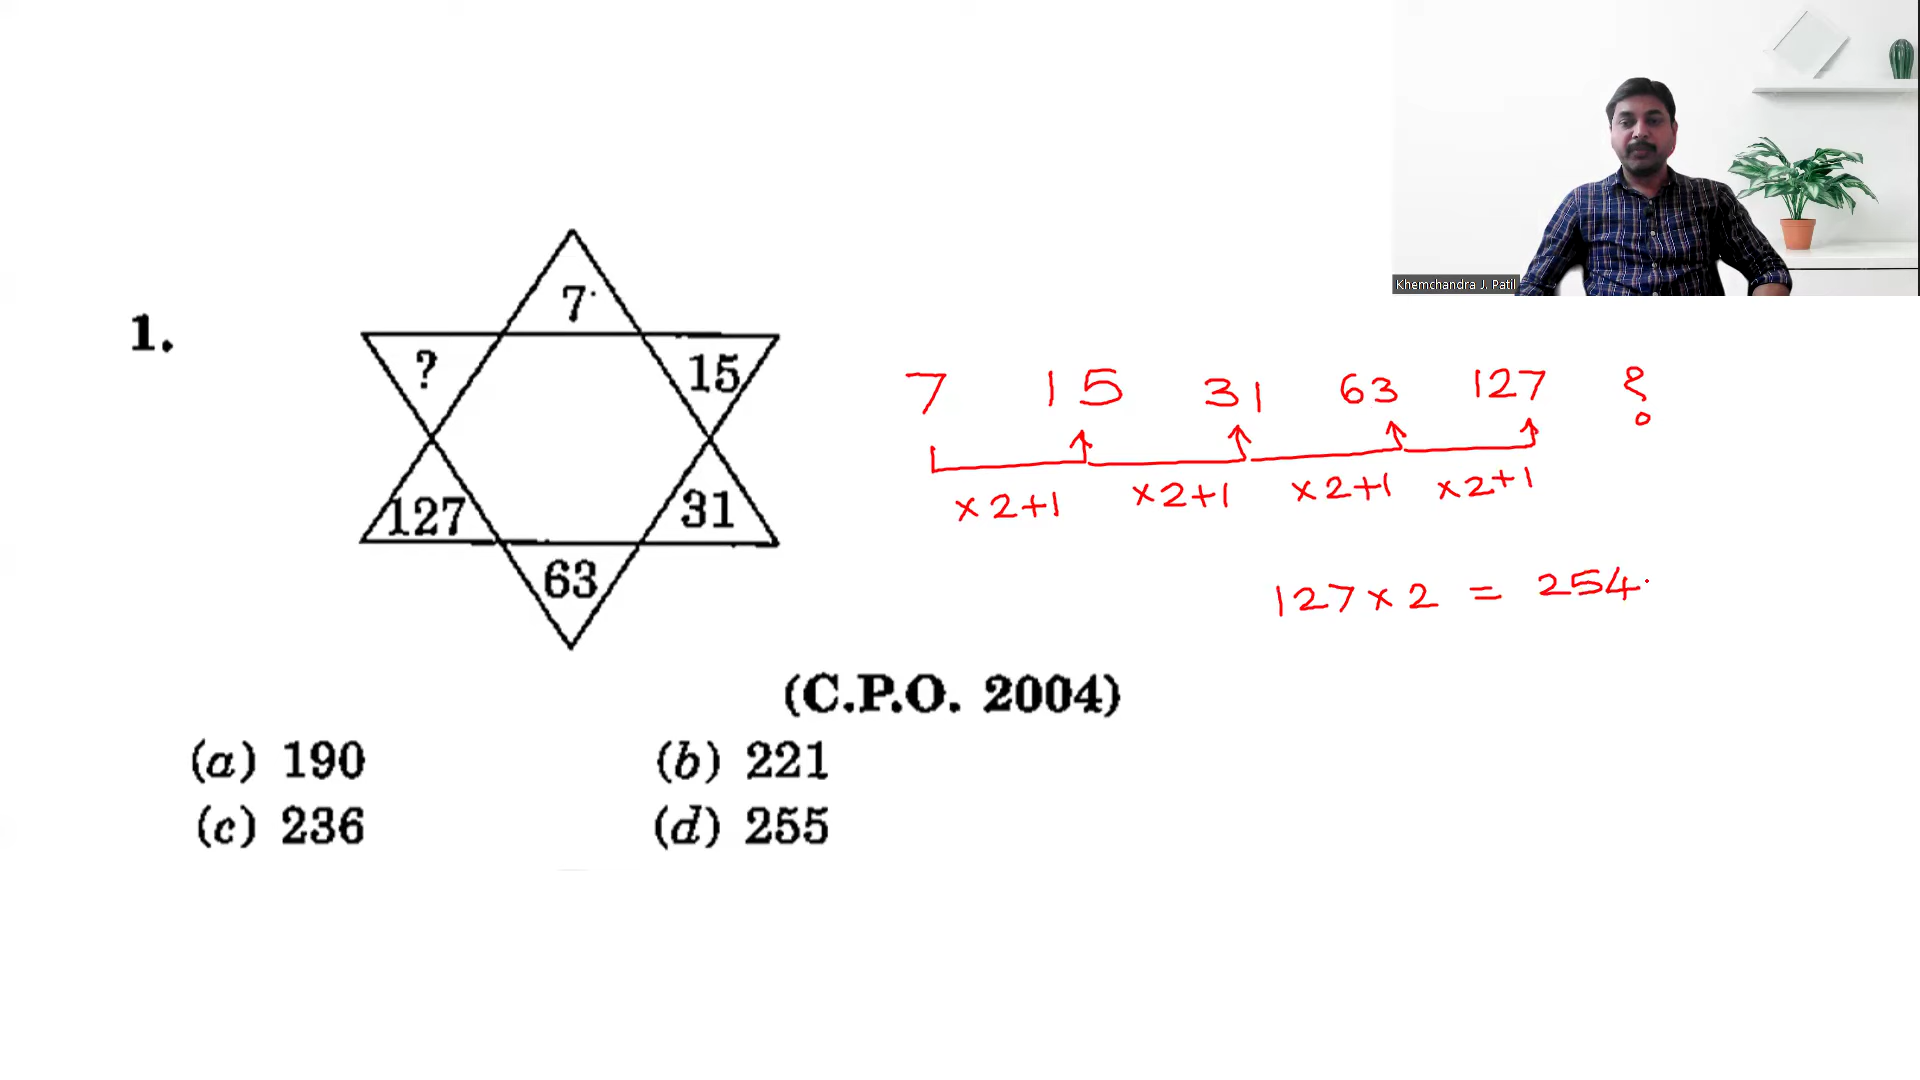 Khemchandra J. Patil
1.
7
?
15
127
31
63
7 15 31 63 127 ?
×2+1 ×2+1 ×2+1 ×2+1
127×2 = 254
(C.P.O. 2004)
(a) 190 (b) 221
(c) 236 (d) 255